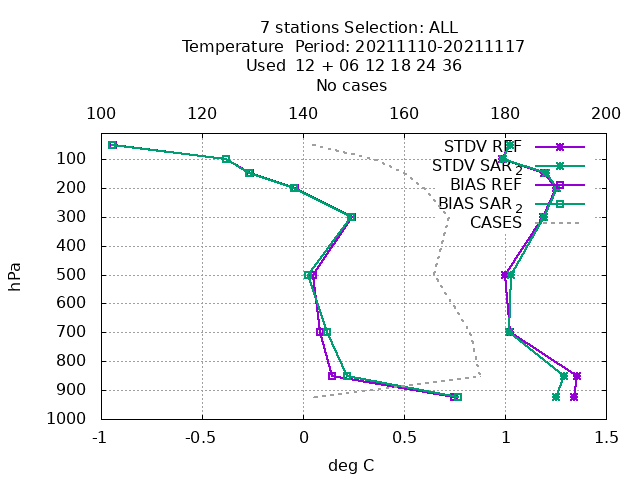 7 stations Selection: ALL
Temperature  Period: 20211110-20211117
Used  12 + 06 12 18 24 36
No cases
100 120 140 160 180 200
STDV REF
STDV SAR2
BIAS REF
BIAS SAR2
CASES
100
200
300
400
500
600
700
800
900
1000
hPa
-1 -0.5 0 0.5 1 1.5
deg C